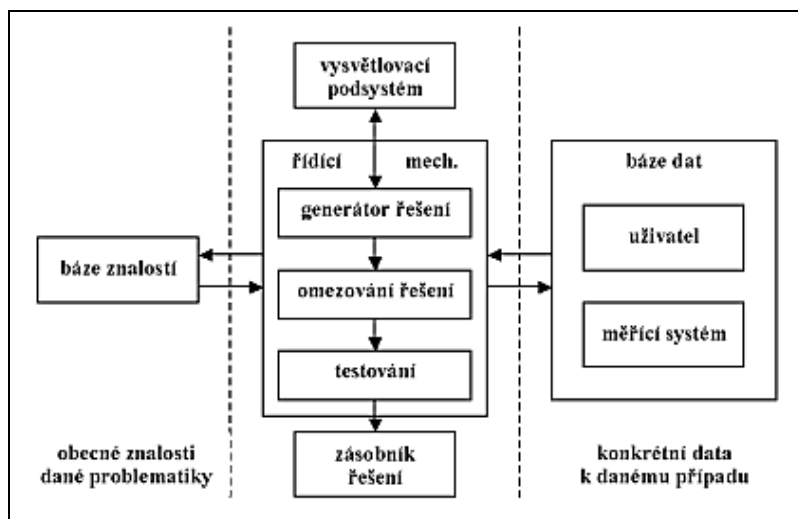 vysvětlovací
podsystém
řídící mech.
báze dat
generátor řešení
uživatel
báze znalostí
omezování řešení
měřící systém
testování
obecné znalosti
dané problematiky
zásobník
řešení
konkrétní data
k danému případu